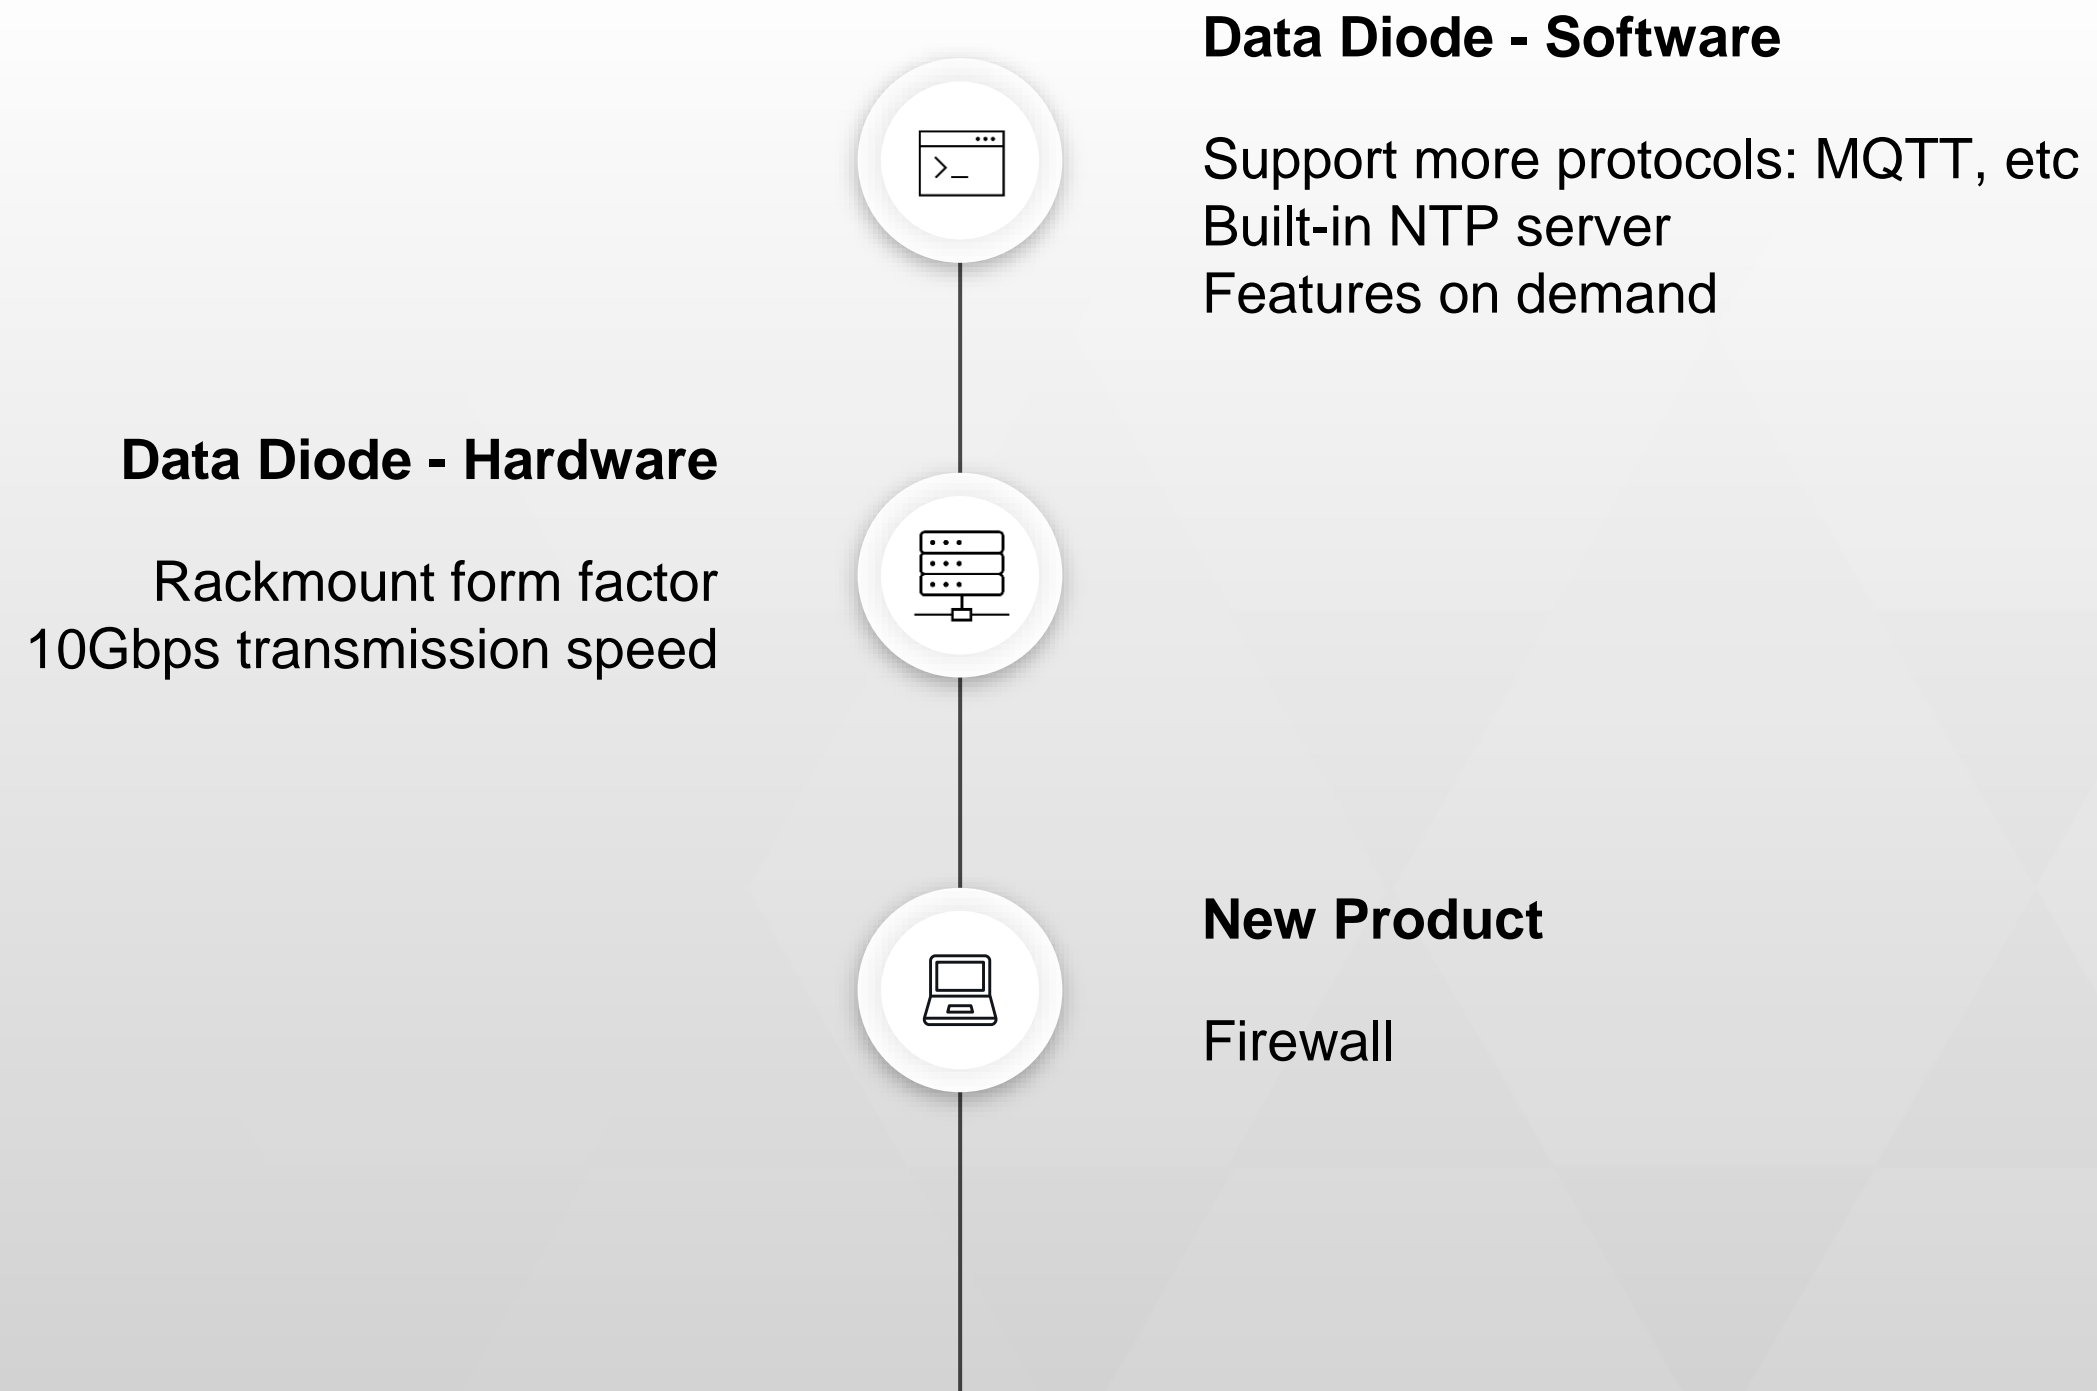 Data Diode - Software
Support more protocols: MQTT, etc
Built-in NTP server
Features on demand
Data Diode - Hardware
Rackmount form factor
10Gbps transmission speed
New Product
Firewall